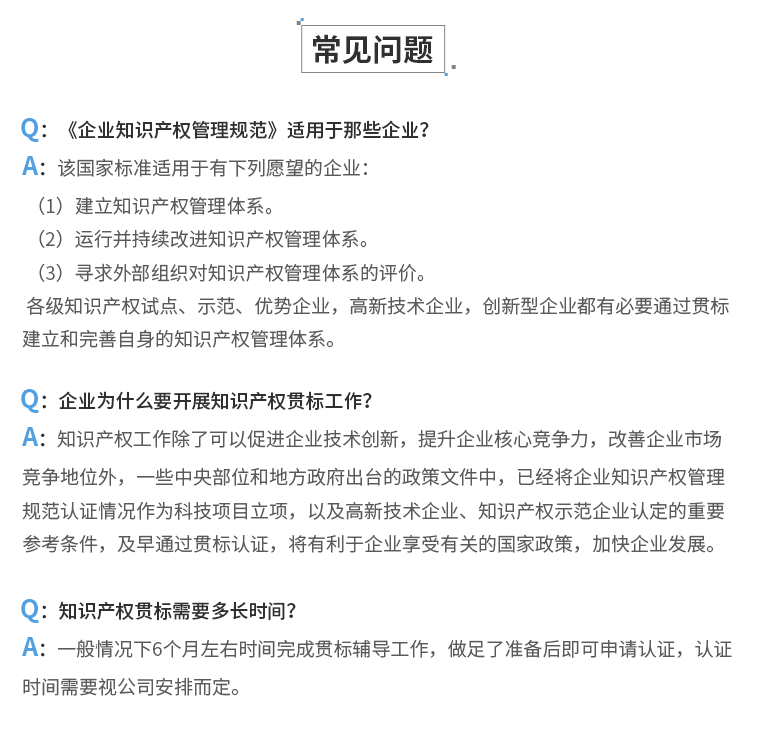 常见问题
Q：《企业知识产权管理规范》适用于那些企业？
A：该国家标准适用于有下列愿望的企业：
（1）建立知识产权管理体系。
（2）运行并持续改进知识产权管理体系。
（3）寻求外部组织对知识产权管理体系的评价。
各级知识产权试点、示范、优势企业，高新技术企业，创新型企业都有必要通过贯标
建立和完善自身的知识产权管理体系。
Q：企业为什么要开展知识产权贯标工作？
A：知识产权工作除了可以促进企业技术创新，提升企业核心竞争力，改善企业市场
竞争地位外，一些中央部位和地方政府出台的政策文件中，已经将企业知识产权管理
规范认证情况作为科技项目立项，以及高新技术企业、知识产权示范企业认定的重要
参考条件，及早通过贯标认证，将有利于企业享受有关的国家政策，加快企业发展。
Q：知识产权贯标需要多长时间？
A：一般情况下6个月左右时间完成贯标辅导工作，做足了准备后即可申请认证，认证
时间需要视公司安排而定。